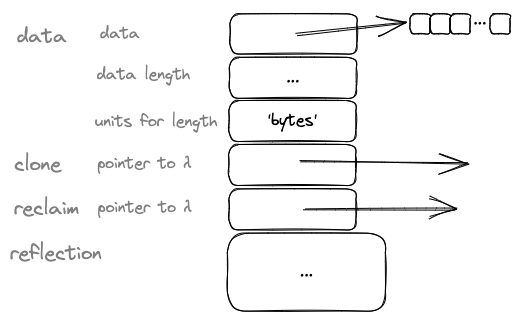 data data
data length ...
units for length 'bytes'
clone pointer to λ
reclaim pointer to λ
reflection
...
...